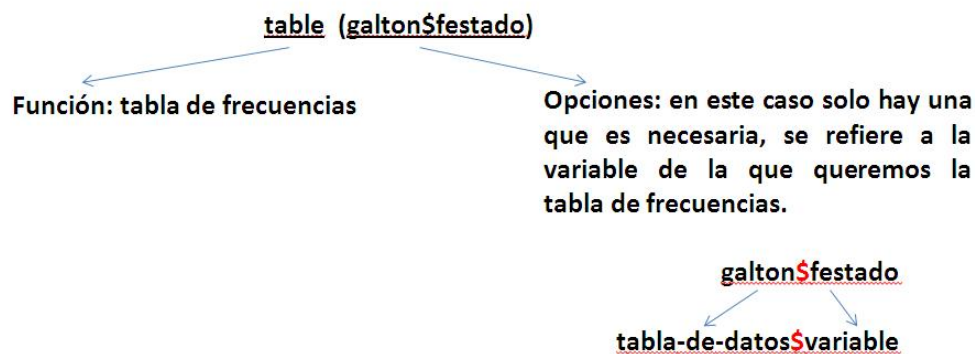 table (galton$festado)
Función: tabla de frecuencias
Opciones: en este caso solo hay una
que es necesaria, se refiere a la
variable de la que queremos la
tabla de frecuencias.
galton$festado
tabla-de-datos$variable